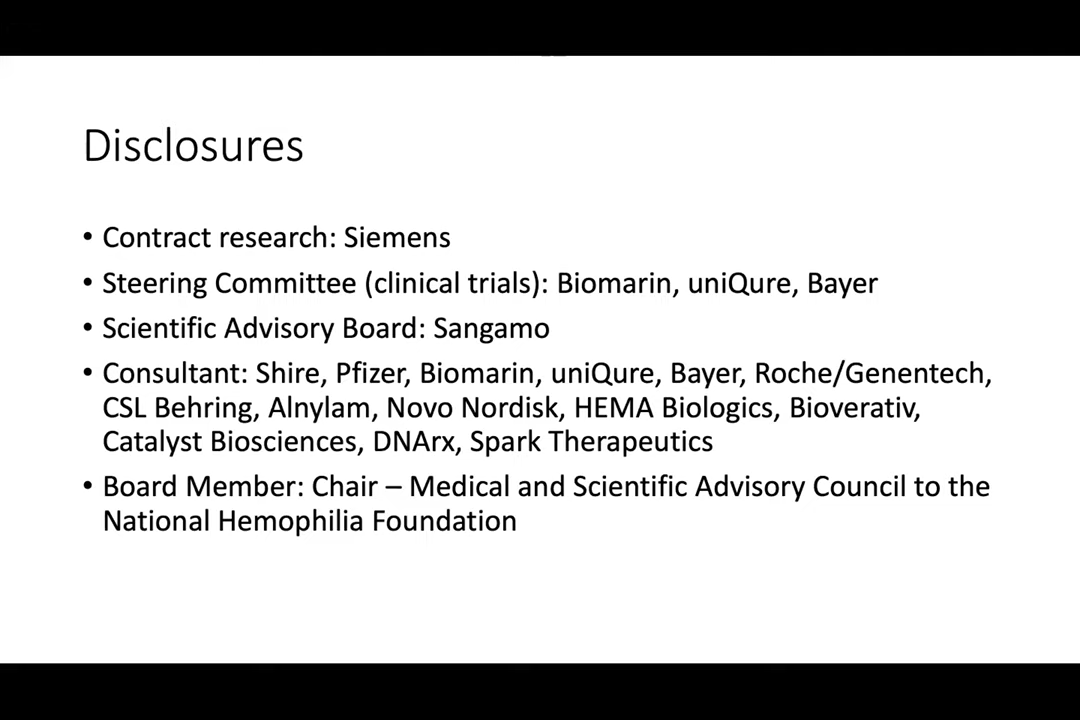 Disclosures
• Contract research: Siemens
• Steering Committee (clinical trials): Biomarin, uniQure, Bayer
• Scientific Advisory Board: Sangamo
• Consultant: Shire, Pfizer, Biomarin, uniQure, Bayer, Roche/Genentech,
CSL Behring, Alnylam, Novo Nordisk, HEMA Biologics, Bioverativ,
Catalyst Biosciences, DNArx, Spark Therapeutics
• Board Member: Chair – Medical and Scientific Advisory Council to the
National Hemophilia Foundation